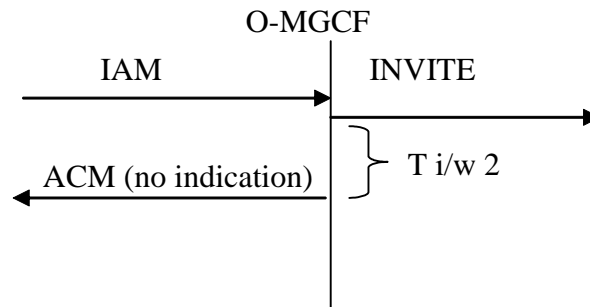 O-MGCF
IAM
INVITE
T i/w 2
ACM (no indication)